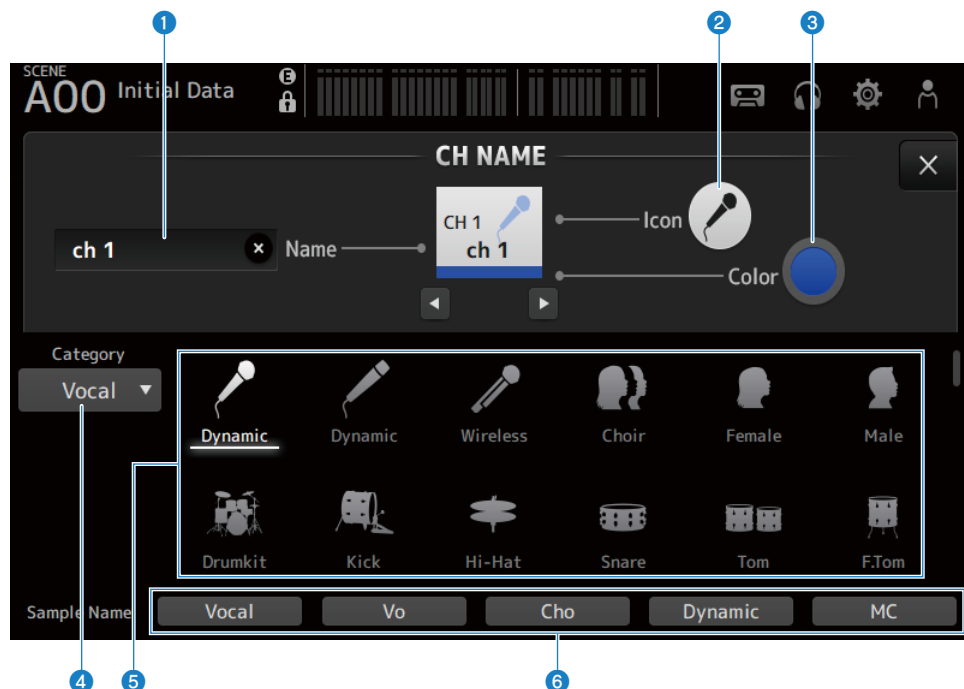 1 2 3
SCENE
A00 Initial Data E
CH NAME
CH 1
ch 1
ch 1 Name Icon
Color
Category
Vocal
Dynamic Dynamic Wireless Choir Female Male
Drumkit Kick Hi-Hat Snare Tom F.Tom
Sample Name Vocal Vo Cho Dynamic MC
4 5 6